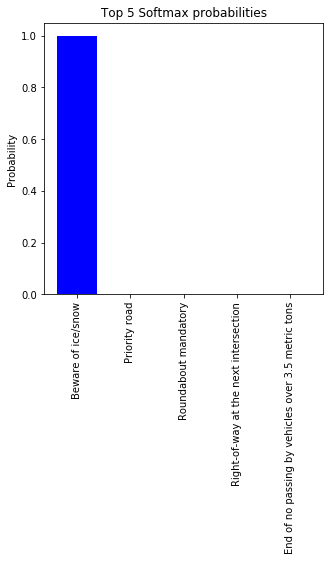 Top 5 Softmax probabilities
Probability
1.0
0.8
0.6
0.4
0.2
0.0
Beware of ice/snow
Priority road
Roundabout mandatory
Right-of-way at the next intersection
End of no passing by vehicles over 3.5 metric tons